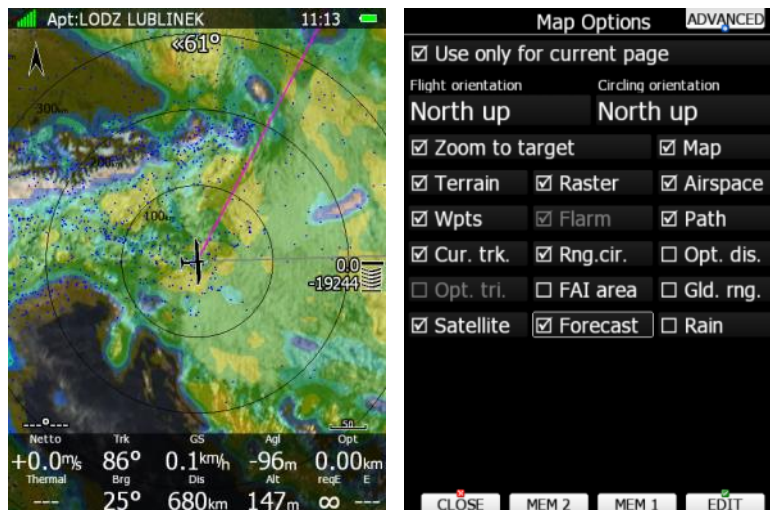 Apt:LODZ LUBLINEK 11:13
«61°
300km
200km
100km
0.0
-19244
---°---
50
Netto Trk GS Agl Opt
+0.0m/s 86° 0.1km/h -96m 0.00km
Thermal Brg Dis Alt reqE E
--- 25° 680km 147m ∞ ---
Map Options ADVANCED
Use only for current page
Flight orientation Circling orientation
North up North up
Zoom to target Map
Terrain Raster Airspace
Wpts Flarm Path
Cur. trk. Rng.cir. Opt. dis.
Opt. tri. FAI area Gld. rng.
Satellite Forecast Rain
CLOSE MEM 2 MEM 1 EDIT